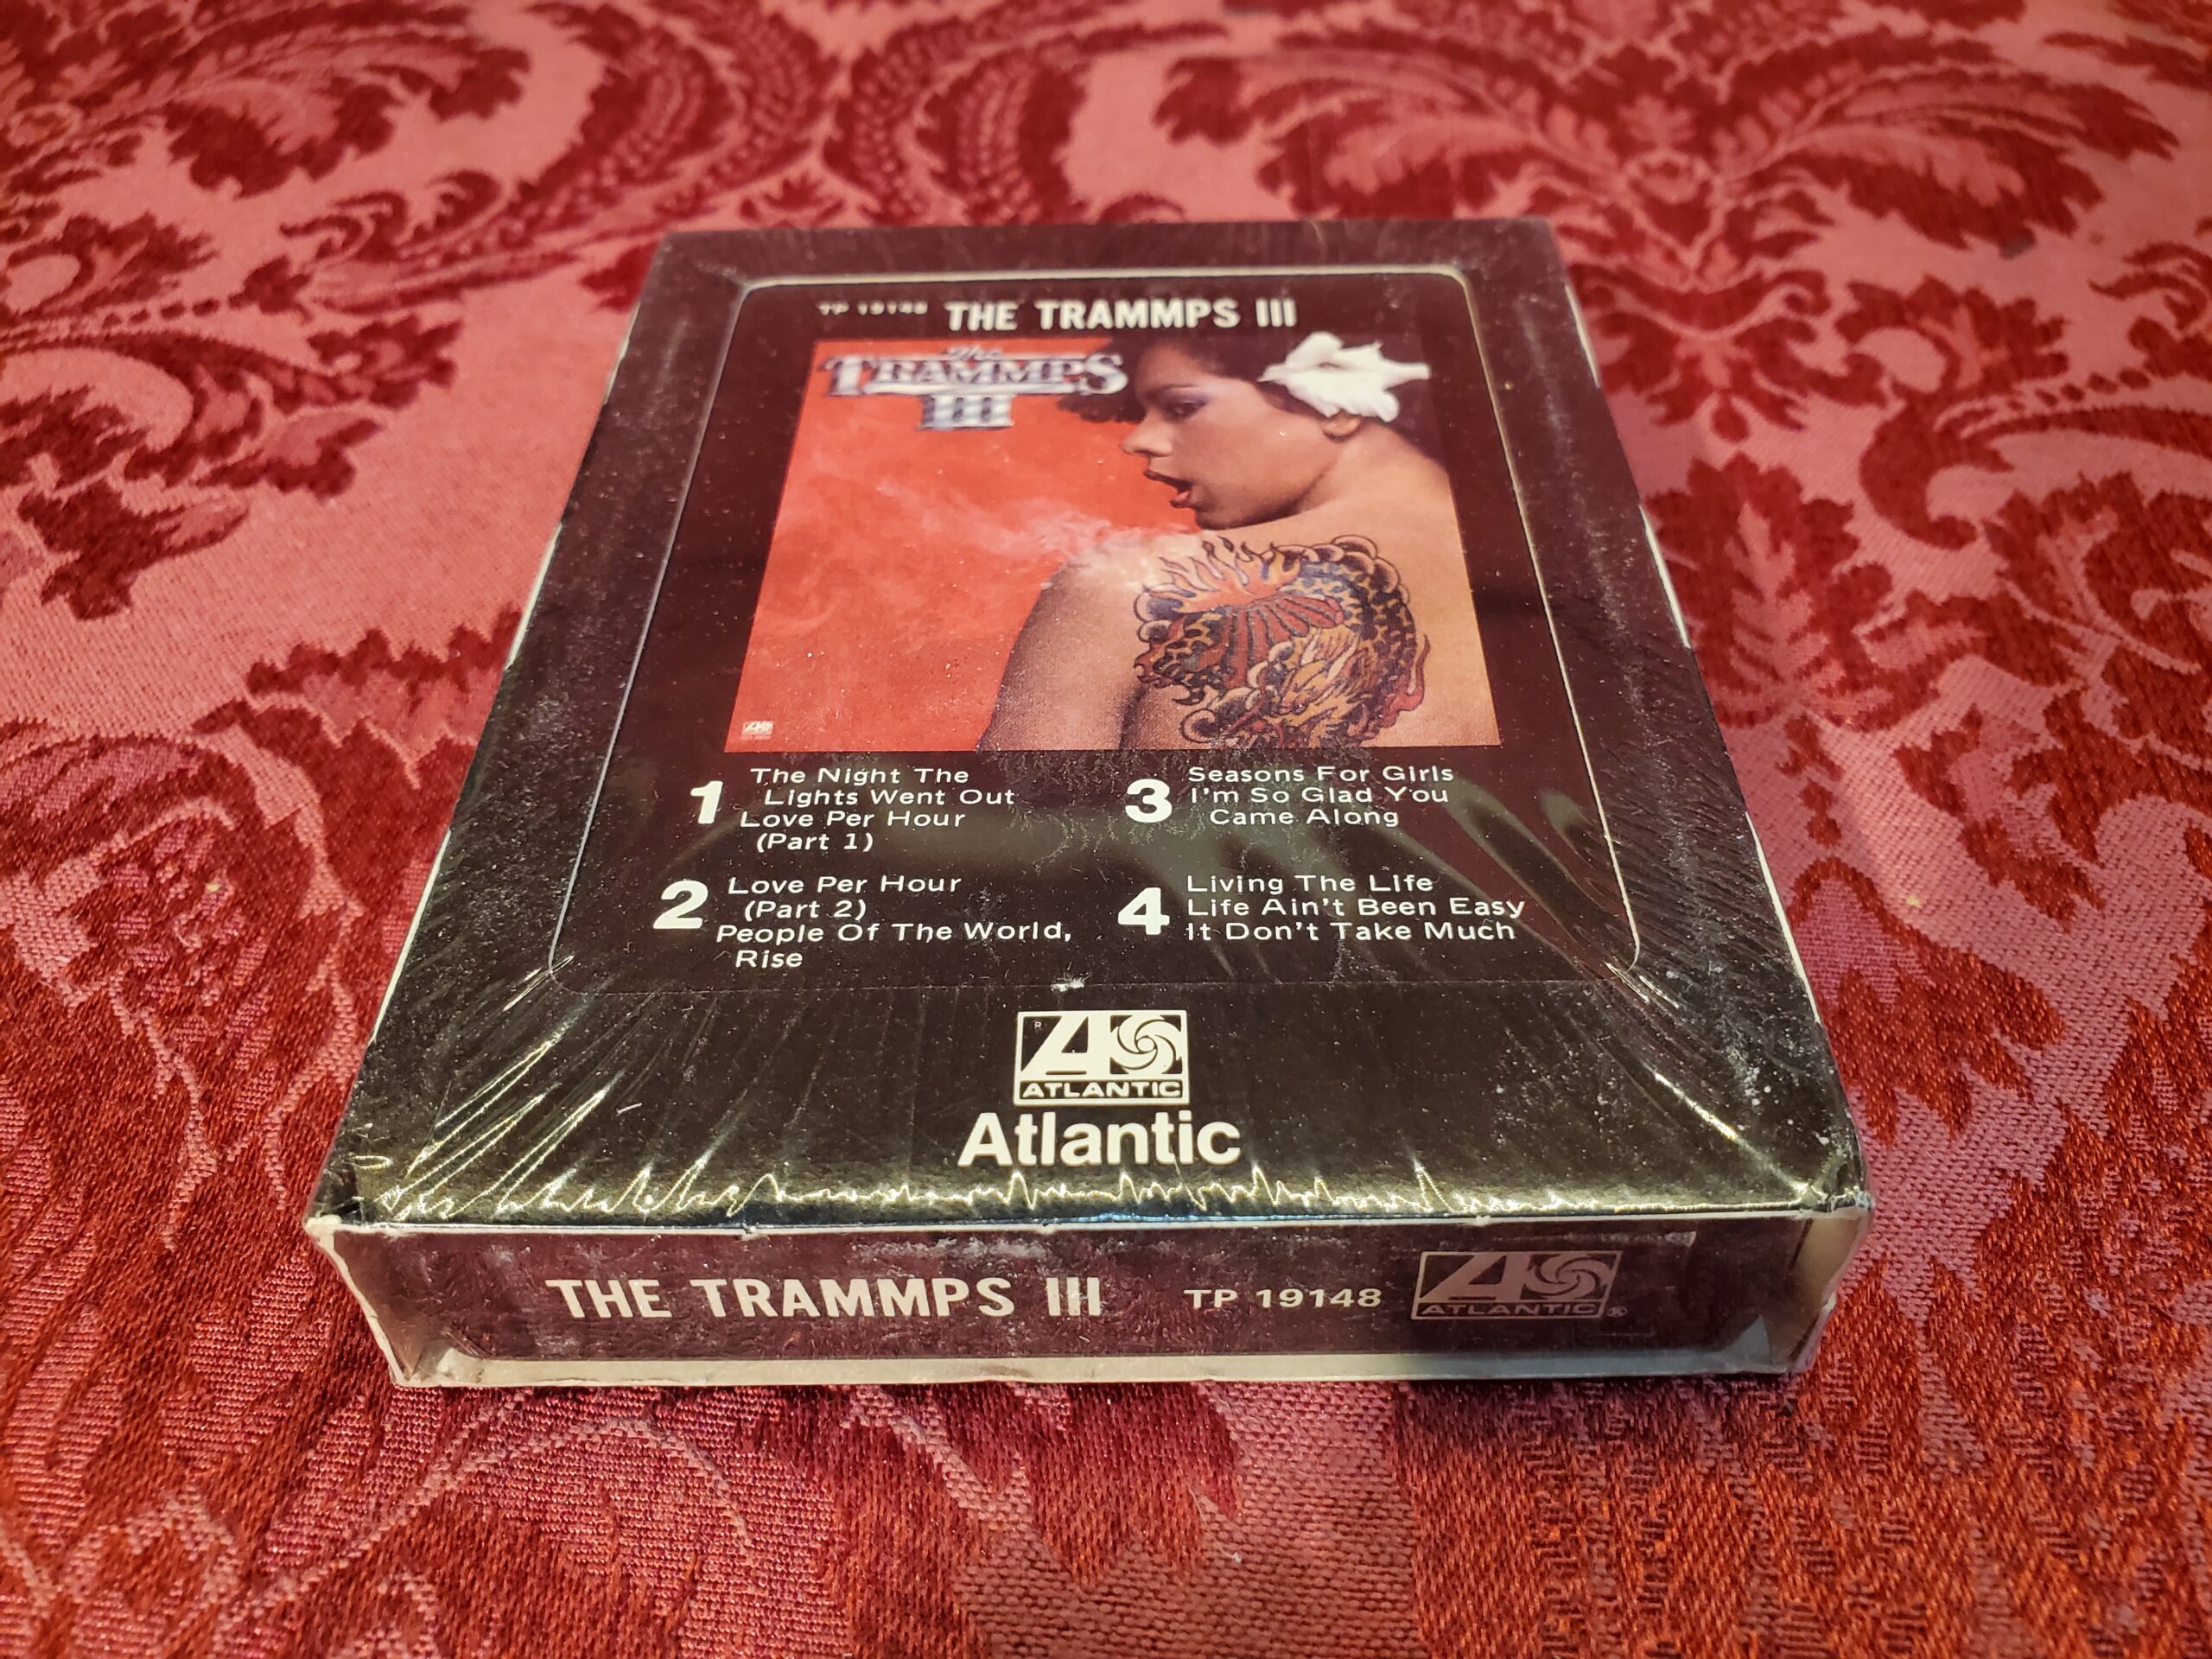 TP 19148 THE TRAMMPS III
The
TRAMMPS
III
1 The Night The
Lights Went Out
Love Per Hour
(Part 1)
2 Love Per Hour
(Part 2)
People Of The World,
Rise
3 Seasons For Girls
I'm So Glad You
Came Along
4 Living The Life
Life Ain't Been Easy
It Don't Take Much
R
ATLANTIC
Atlantic
THE TRAMMPS III TP 19148 ATLANTIC ®